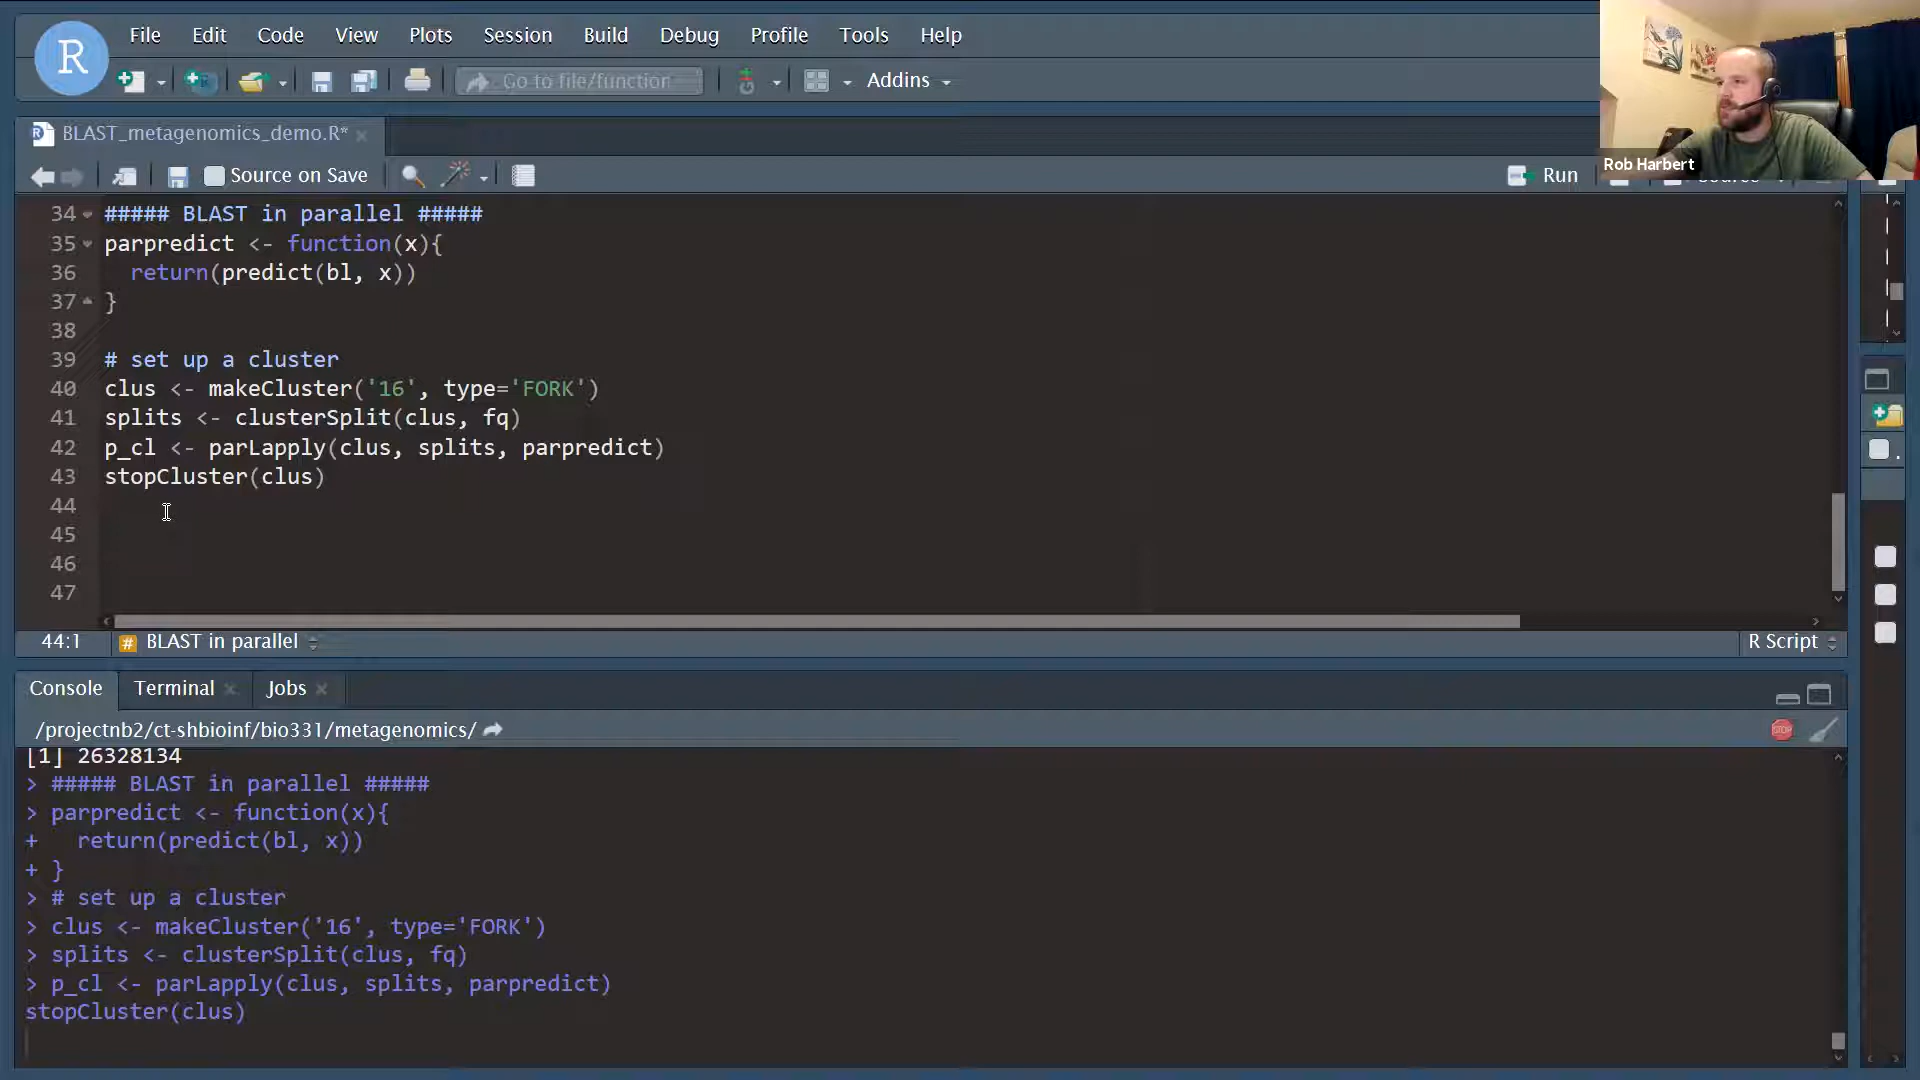 R
File Edit Code View Plots Session Build Debug Profile Tools Help
Go to file/function
Addins
BLAST_metagenomics_demo.R*
Source on Save
Run
Rob Harbert
34 ##### BLAST in parallel #####
35 parpredict <- function(x){
36 return(predict(bl, x))
37 }
38
39 # set up a cluster
40 clus <- makeCluster('16', type='FORK')
41 splits <- clusterSplit(clus, fq)
42 p_cl <- parLapply(clus, splits, parpredict)
43 stopCluster(clus)
44
45
46
47
44:1 # BLAST in parallel R Script
Console Terminal Jobs
/projectnb2/ct-shbioinf/bio331/metagenomics/
STOP
[1] 26328134
> ##### BLAST in parallel #####
> parpredict <- function(x){
+ return(predict(bl, x))
+ }
> # set up a cluster
> clus <- makeCluster('16', type='FORK')
> splits <- clusterSplit(clus, fq)
> p_cl <- parLapply(clus, splits, parpredict)
stopCluster(clus)